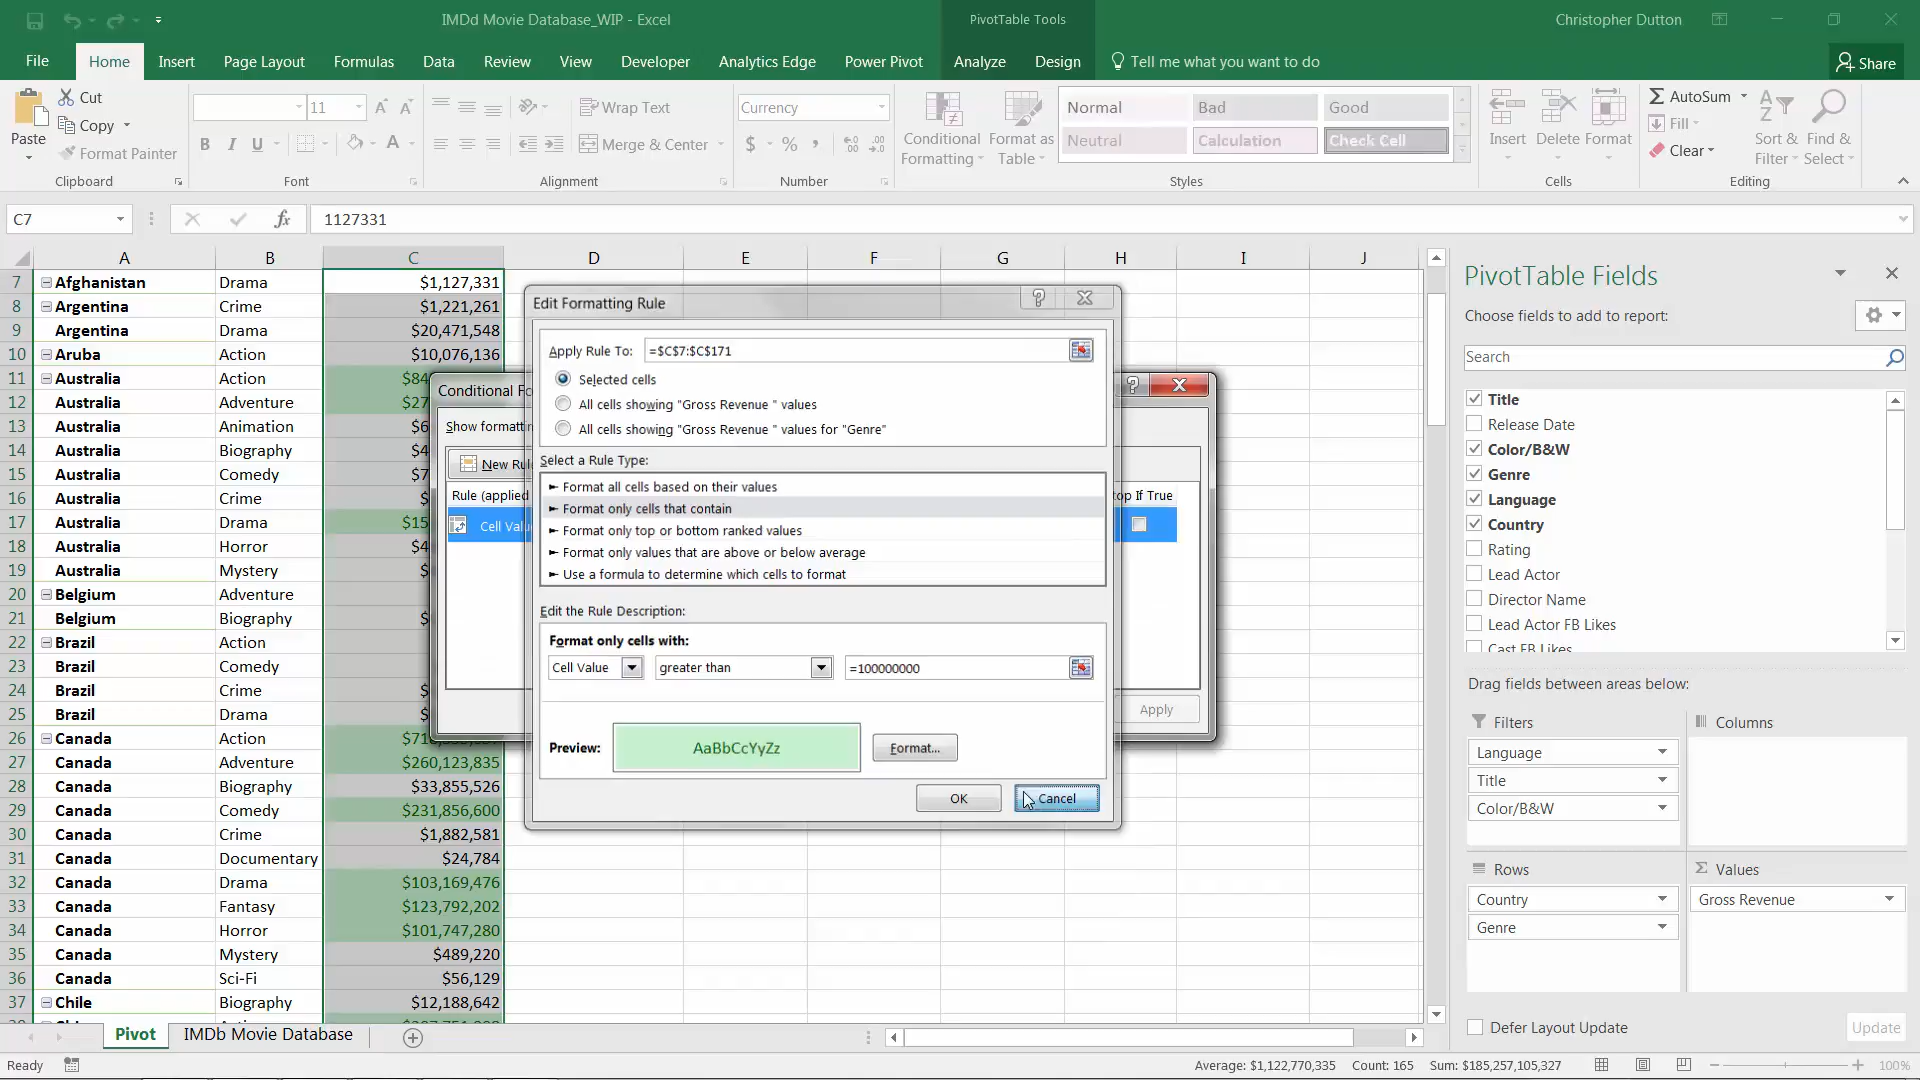 IMDd Movie Database_WIP - Excel
PivotTable Tools
Christopher Dutton
File Home Insert Page Layout Formulas Data Review View Developer Analytics Edge Power Pivot Analyze Design Tell me what you want to do Share
Paste
Cut
Copy
Format Painter
Clipboard
11
B I U
Font
Wrap Text
Merge & Center
Alignment
Currency
$ % ,
Number
Conditional Formatting
Format as Table
Normal Bad Good
Neutral Calculation Check Cell
Styles
Insert Delete Format
Cells
AutoSum
Fill
Clear
Sort & Filter
Find & Select
Editing
C7
fx
1127331
A B C D E F G H I J
7 Afghanistan Drama $1,127,331
8 Argentina Crime $1,221,261
9 Argentina Drama $20,471,548
10 Aruba Action $10,076,136
11 Australia Action $84
12 Australia Adventure $27
13 Australia Animation $6
14 Australia Biography $4
15 Australia Comedy $7
16 Australia Crime $
17 Australia Drama $15
18 Australia Horror $4
19 Australia Mystery $
20 Belgium Adventure
21 Belgium Biography $
22 Brazil Action
23 Brazil Comedy
24 Brazil Crime $
25 Brazil Drama $
26 Canada Action
27 Canada Adventure $260,123,835
28 Canada Biography $33,855,526
29 Canada Comedy $231,856,600
30 Canada Crime $1,882,581
31 Canada Documentary $24,784
32 Canada Drama $103,169,476
33 Canada Fantasy $123,792,202
34 Canada Horror $101,747,280
35 Canada Mystery $489,220
36 Canada Sci-Fi $56,129
37 Chile Biography $12,188,642
Conditional Fo
Show formattin
New Rul
Rule (applied
op If True
Cell Valu
Apply
Edit Formatting Rule
Apply Rule To: =$C$7:$C$171
Selected cells
All cells showing "Gross Revenue " values
All cells showing "Gross Revenue " values for "Genre"
Select a Rule Type:
► Format all cells based on their values
► Format only cells that contain
► Format only top or bottom ranked values
► Format only values that are above or below average
► Use a formula to determine which cells to format
Edit the Rule Description:
Format only cells with:
Cell Value greater than =100000000
Preview: AaBbCcYyZz Format...
OK Cancel
PivotTable Fields
Choose fields to add to report:
Search
Title
Release Date
Color/B&W
Genre
Language
Country
Rating
Lead Actor
Director Name
Lead Actor FB Likes
Cast FB Likes
Drag fields between areas below:
Filters
Language
Title
Color/B&W
Columns
Rows
Country
Genre
Values
Gross Revenue
Defer Layout Update Update
Pivot IMDb Movie Database
Ready
Average: $1,122,770,335 Count: 165 Sum: $185,257,105,327
100%